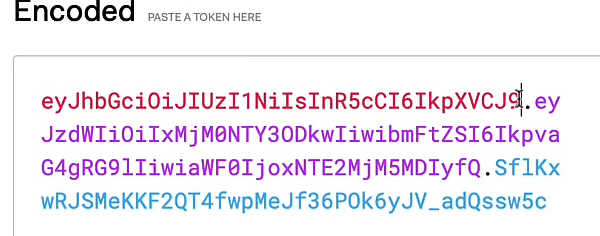 Encoded PASTE A TOKEN HERE
eyJhbGciOiJIUzI1NiIsInR5cCI6IkpXVCJ9.ey
JzdWIiOiIxMjM0NTY3ODkwIiwibmFtZSI6Ikpva
G4gRG9lIiwiaWF0IjoxNTE2MjM5MDIyfQ.SflKx
wRJSMeKKF2QT4fwpMeJf36POk6yJV_adQssw5c